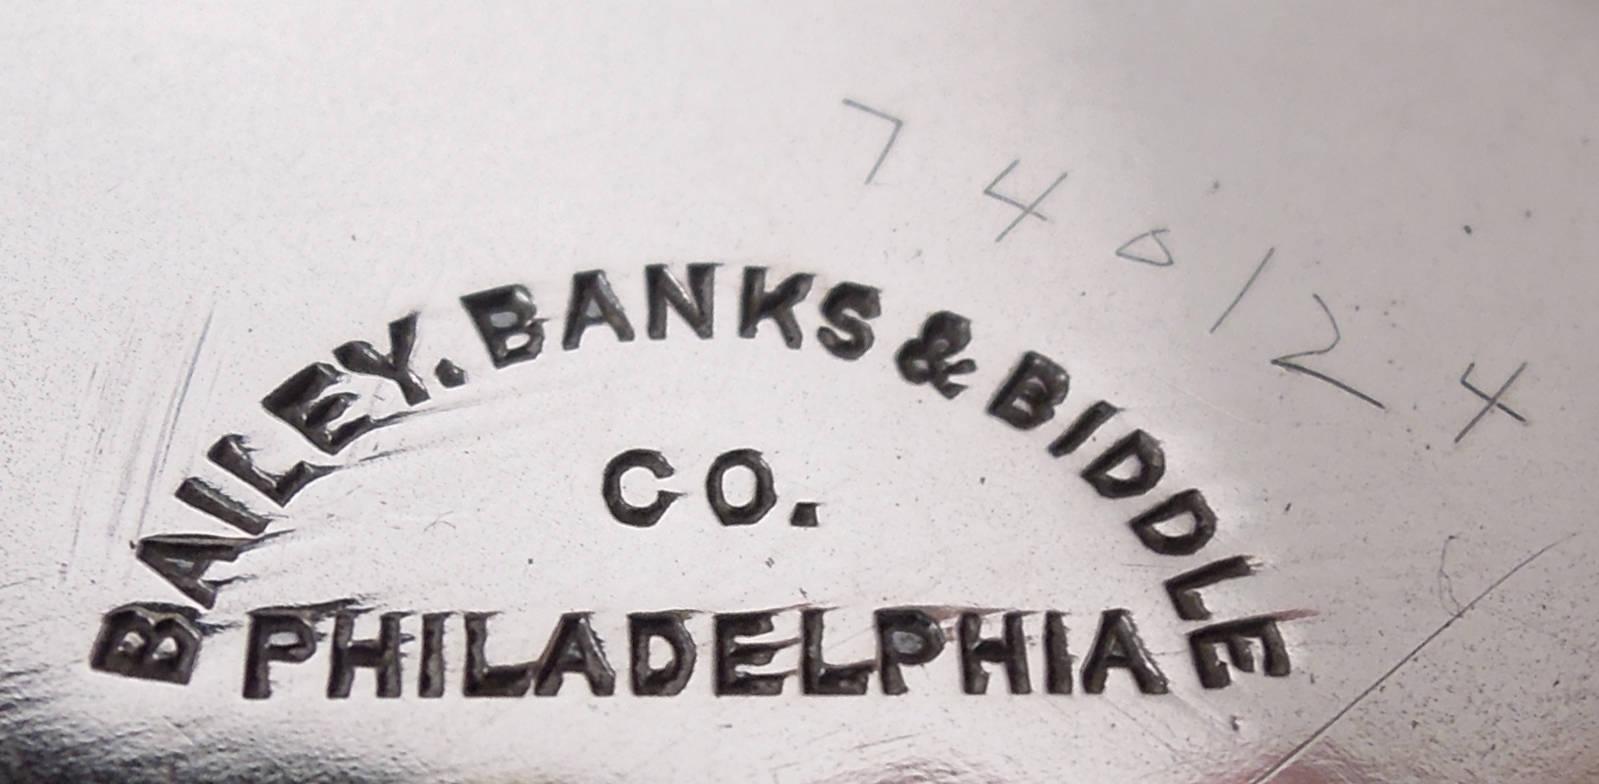 740124
BAILEY. BANKS & BIDDLE
CO.
PHILADELPHIA